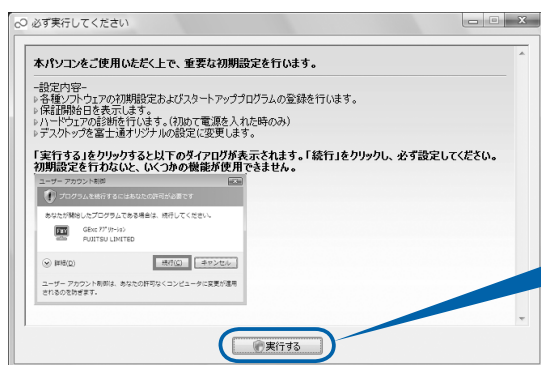 必ず実行してください
本パソコンをご使用いただく上で、重要な初期設定を行います。
-設定内容-
▷各種ソフトウェアの初期設定およびスタートアッププログラムの登録を行います。
▷保証開始日を表示します。
▷ハードウェアの診断を行います。(初めて電源を入れた時のみ)
▷デスクトップを富士通オリジナルの設定に変更します。
「実行する」をクリックすると以下のダイアログが表示されます。「続行」をクリックし、必ず設定してください。
初期設定を行わないと、いくつかの機能が使用できません。
ユーザー アカウント制御
プログラムを続行するにはあなたの許可が必要です
あなたが開始したプログラムである場合は、続行してください。
GExe アプリケーション
FUJITSU LIMITED
詳細(D)
続行(C)
キャンセル
ユーザー アカウント制御は、あなたの許可なくコンピュータに変更が適用
されるのを防ぎます。
実行する